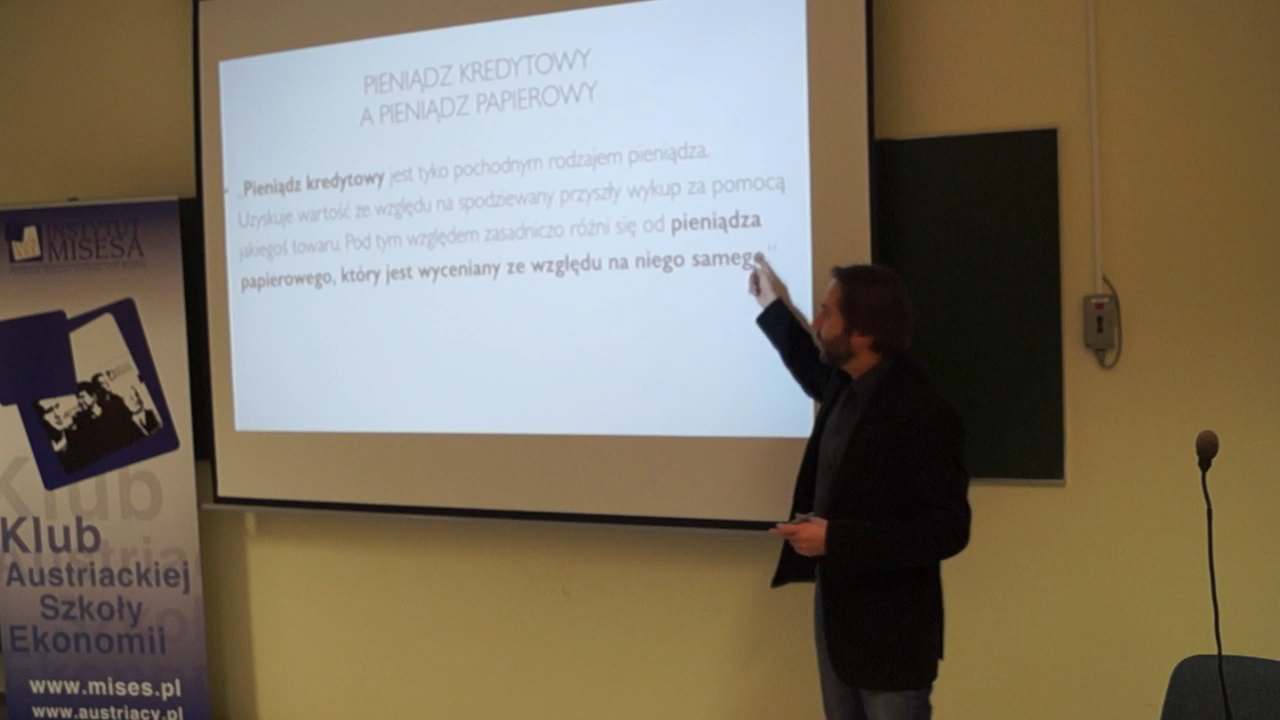 PIENIĄDZ KREDYTOWY
A PIENIĄDZ PAPIEROWY
„Pieniądz kredytowy jest tyko pochodnym rodzajem pieniądza.
Uzyskuje wartość ze względu na spodziewany przyszły wykup za pomocą
jakiegoś towaru. Pod tym względem zasadniczo różni się od pieniądza
papierowego, który jest wyceniany ze względu na niego samego."
INSTYTUT
MISESA
Klub
Klub
Austriackiej
Szkoły
Ekonomii
www.mises.pl
www.austriacy.pl